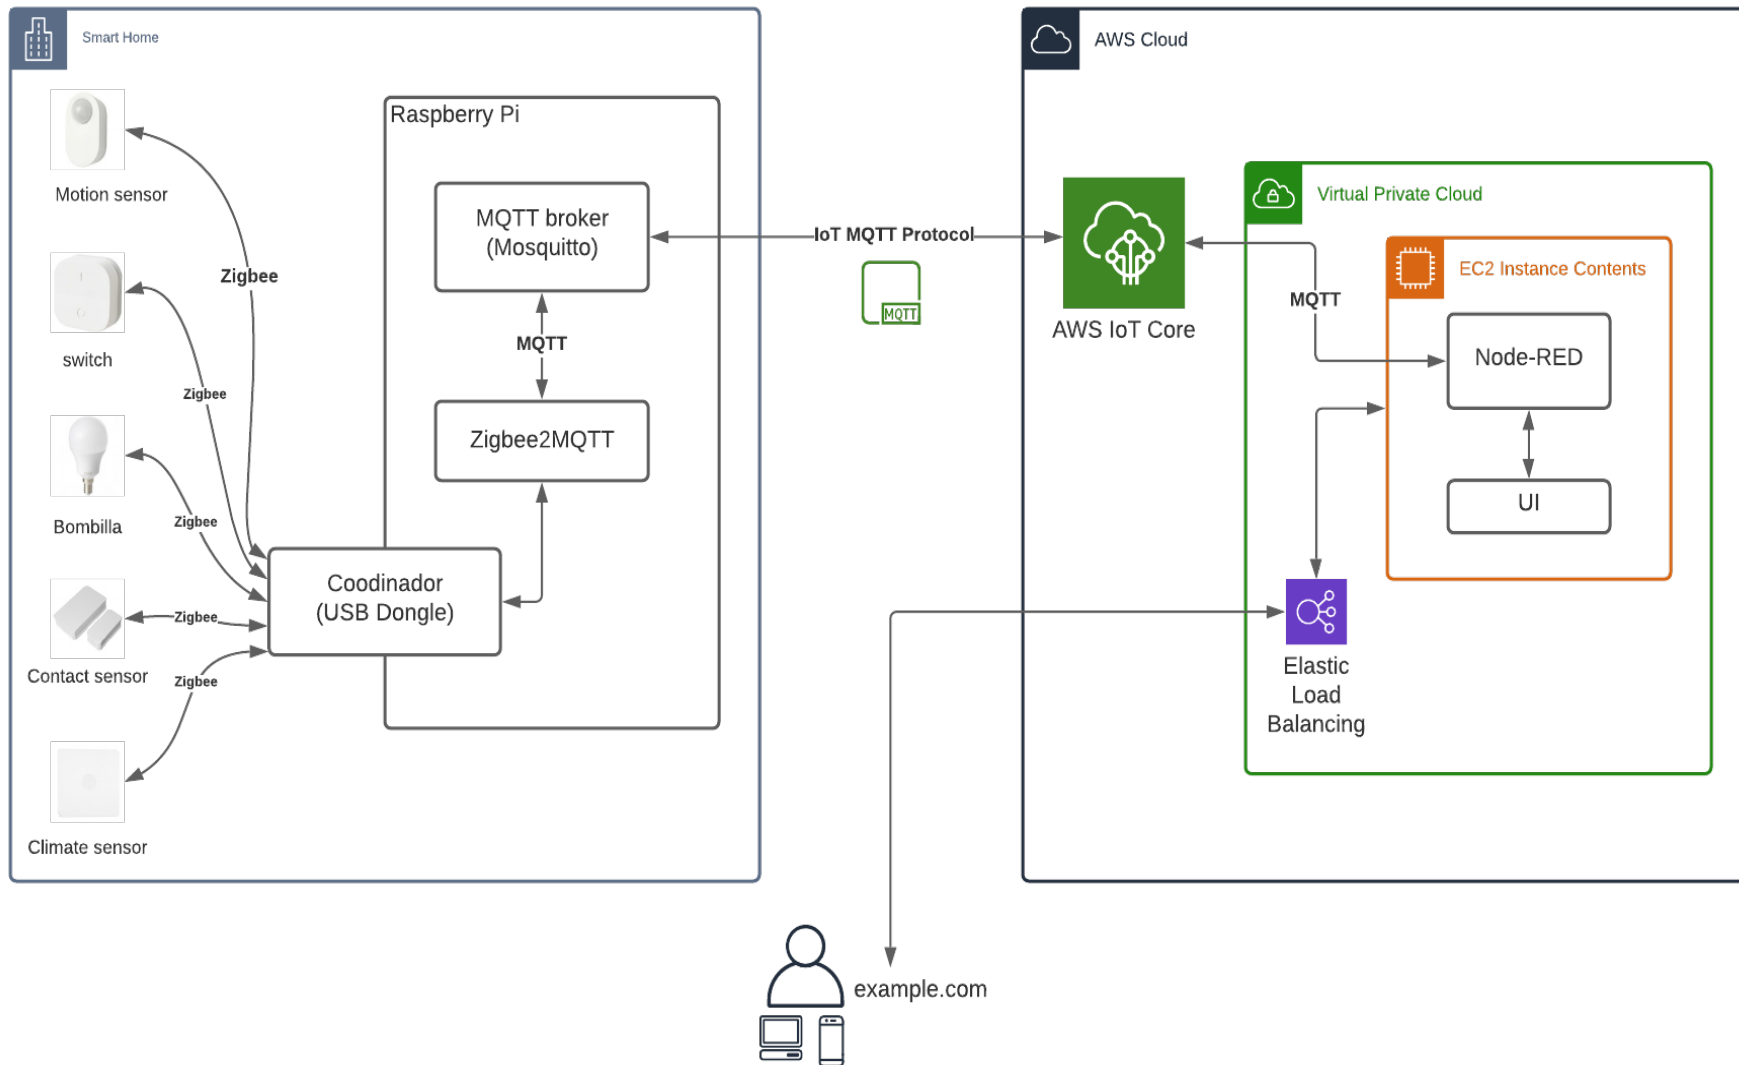 Smart Home
Motion sensor
switch
Bombilla
Contact sensor
Climate sensor
Zigbee
Zigbee
Zigbee
Zigbee
Zigbee
Raspberry Pi
MQTT broker
(Mosquitto)
MQTT
Zigbee2MQTT
Coodinador
(USB Dongle)
IoT MQTT Protocol
MQTT
AWS Cloud
AWS IoT Core
Virtual Private Cloud
MQTT
EC2 Instance Contents
Node-RED
UI
Elastic
Load
Balancing
example.com